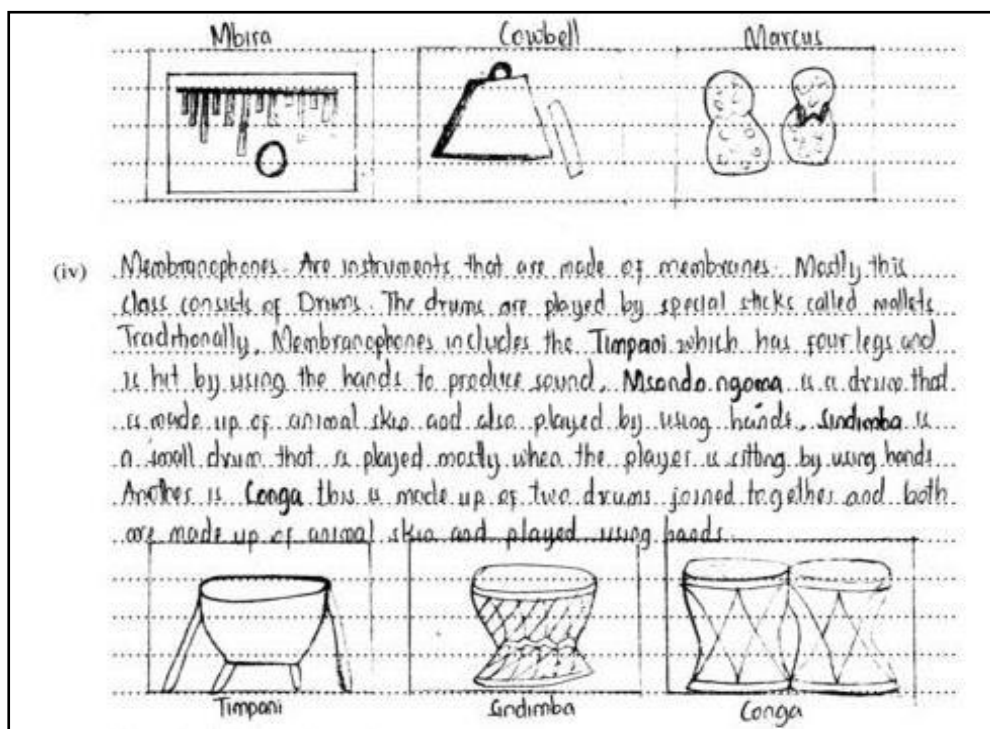 Mbira Cowbell Marcus
(iv) Membranophones. Are instruments that are made of membranes. Mostly this
class consists of Drums. The drums are played by special sticks called mallets
Traditionally, Membranophones includes the Timpani which has four legs and
is hit by using the hands to produce sound. Msondo ngoma is a drum that
is made up of animal skin and also played by using hands, Sindimba is
a small drum that is played mostly when the player is sitting by using hands
Another is Conga this is made up of two drums joined together and both
are made up of animal skin and played using hands.
Timpani Sindimba Conga